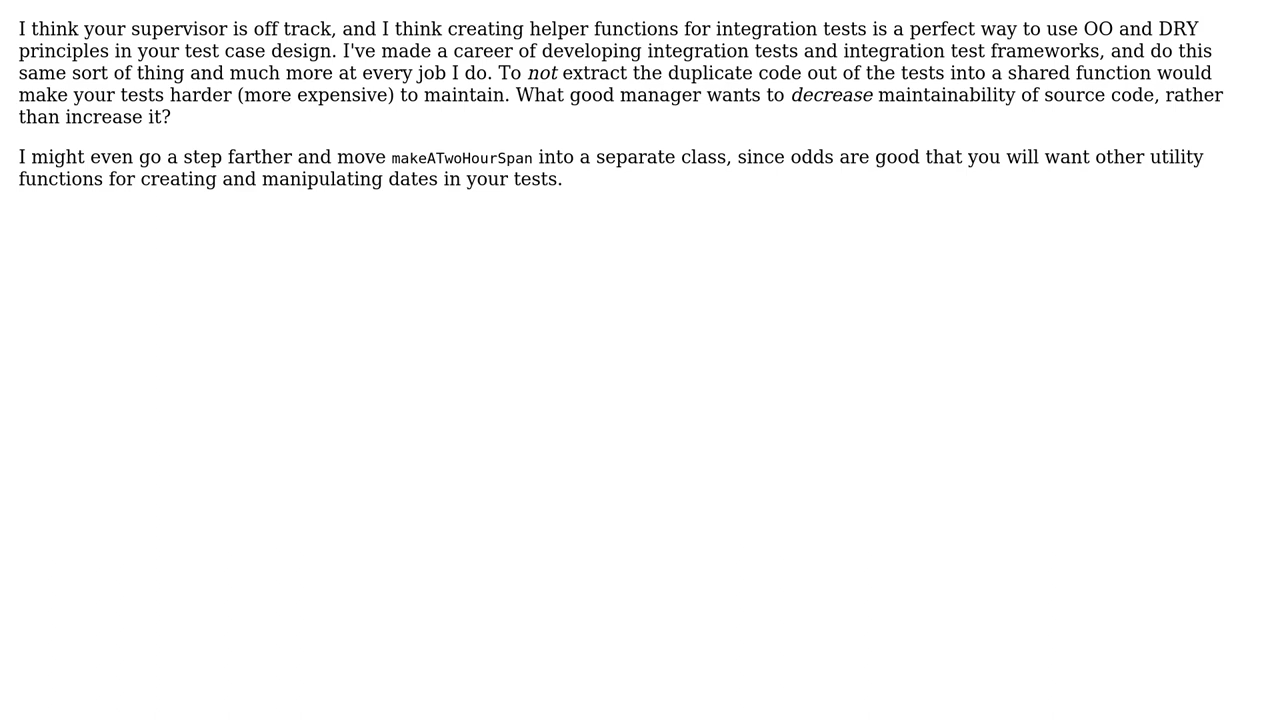 I think your supervisor is off track, and I think creating helper functions for integration tests is a perfect way to use OO and DRY
principles in your test case design. I've made a career of developing integration tests and integration test frameworks, and do this
same sort of thing and much more at every job I do. To not extract the duplicate code out of the tests into a shared function would
make your tests harder (more expensive) to maintain. What good manager wants to decrease maintainability of source code, rather
than increase it?
I might even go a step farther and move makeATwoHourSpan into a separate class, since odds are good that you will want other utility
functions for creating and manipulating dates in your tests.